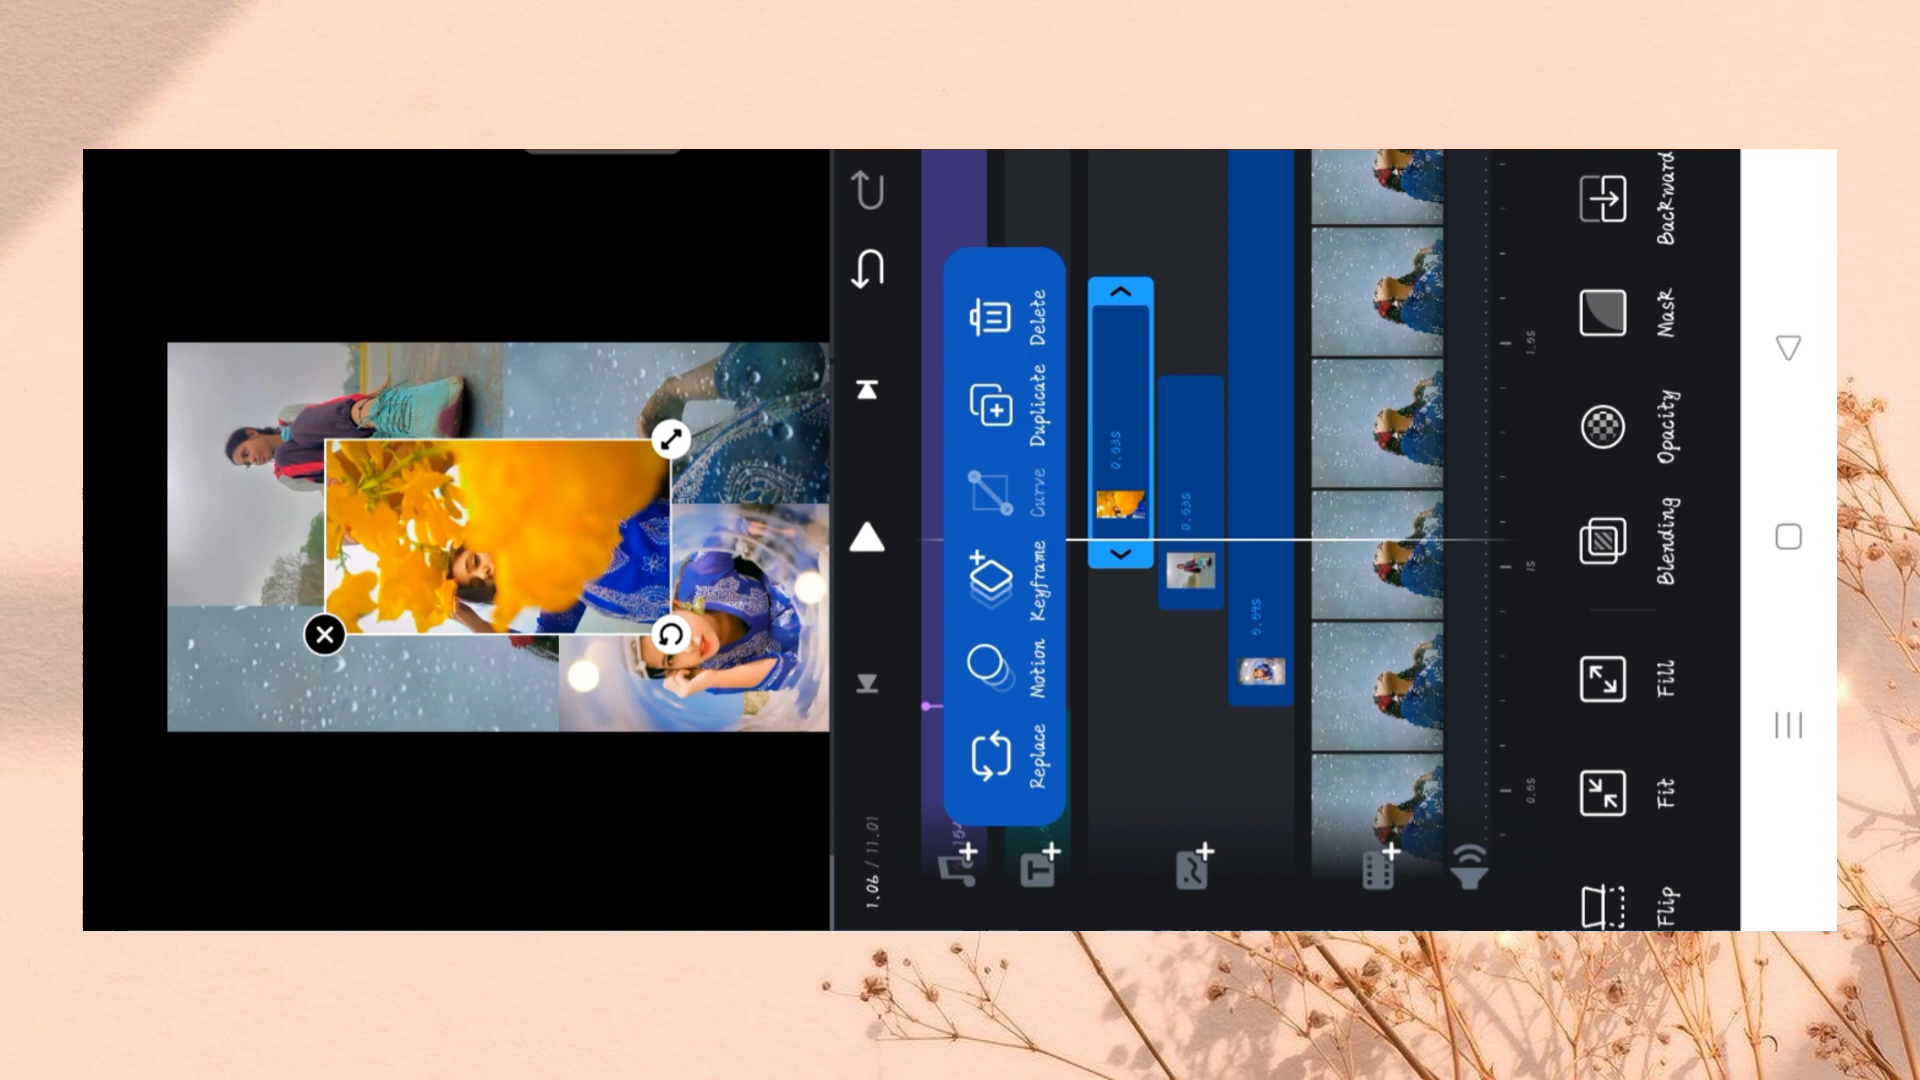 1.06 / 11.01
Replace Motion Keyframe Curve Duplicate Delete
0.53S
0.53S
0.5S 1S 1.5S
Flip Fit Fill Blending Opacity Mask Backward